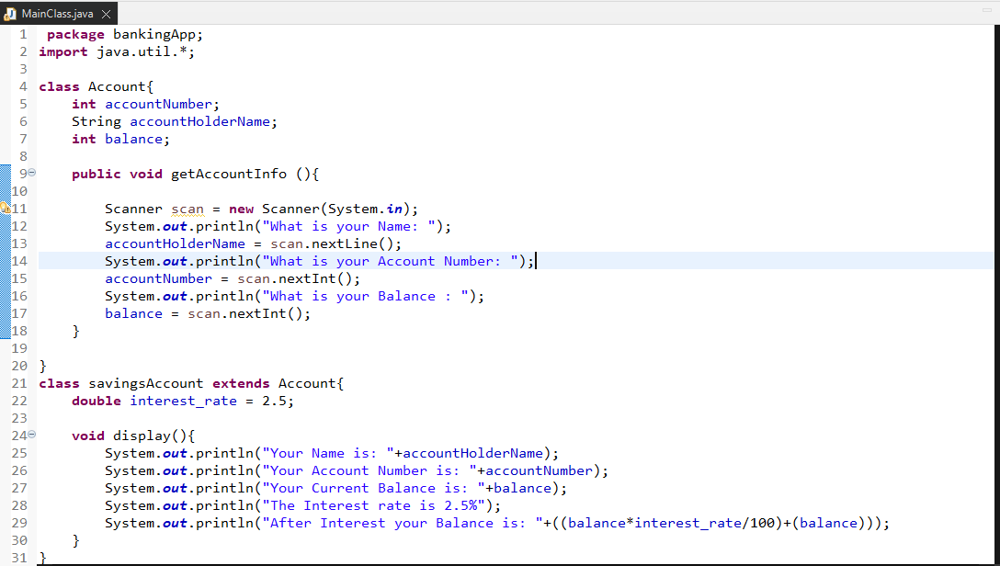 MainClass.java
1 package bankingApp;
2 import java.util.*;
3
4 class Account{
5 int accountNumber;
6 String accountHolderName;
7 int balance;
8
9 public void getAccountInfo (){
10
11 Scanner scan = new Scanner(System.in);
12 System.out.println("What is your Name: ");
13 accountHolderName = scan.nextLine();
14 System.out.println("What is your Account Number: ");
15 accountNumber = scan.nextInt();
16 System.out.println("What is your Balance : ");
17 balance = scan.nextInt();
18 }
19
20 }
21 class savingsAccount extends Account{
22 double interest_rate = 2.5;
23
24 void display(){
25 System.out.println("Your Name is: "+accountHolderName);
26 System.out.println("Your Account Number is: "+accountNumber);
27 System.out.println("Your Current Balance is: "+balance);
28 System.out.println("The Interest rate is 2.5%");
29 System.out.println("After Interest your Balance is: "+((balance*interest_rate/100)+(balance)));
30 }
31 }